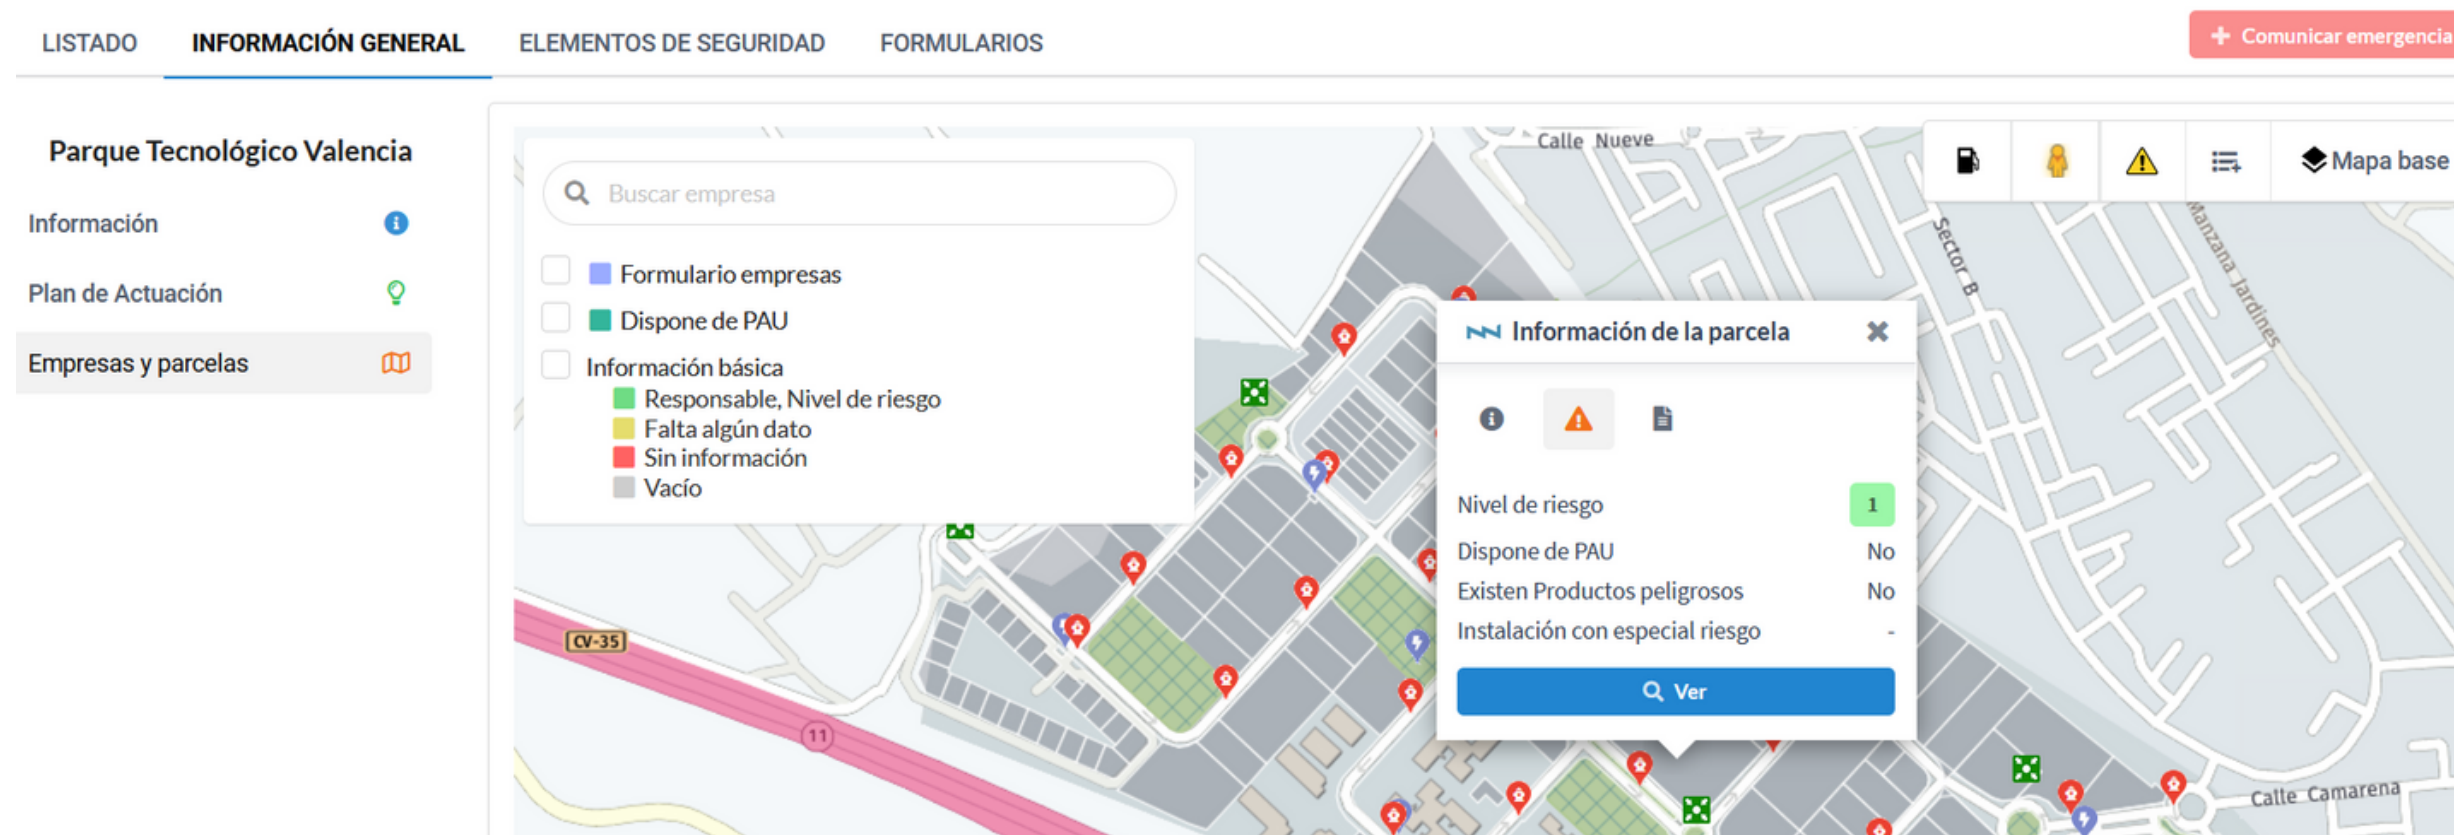 LISTADO INFORMACIÓN GENERAL ELEMENTOS DE SEGURIDAD FORMULARIOS
+ Comunicar emergencia
Parque Tecnológico Valencia
Información
Plan de Actuación
Empresas y parcelas
Buscar empresa
Formulario empresas
Dispone de PAU
Información básica
Responsable, Nivel de riesgo
Falta algún dato
Sin información
Vacío
Calle Nueve
Mapa base
Sector B
Manzana Jardines
Información de la parcela
Nivel de riesgo 1
Dispone de PAU No
Existen Productos peligrosos No
Instalación con especial riesgo -
Ver
CV-35
11
Calle Camarena